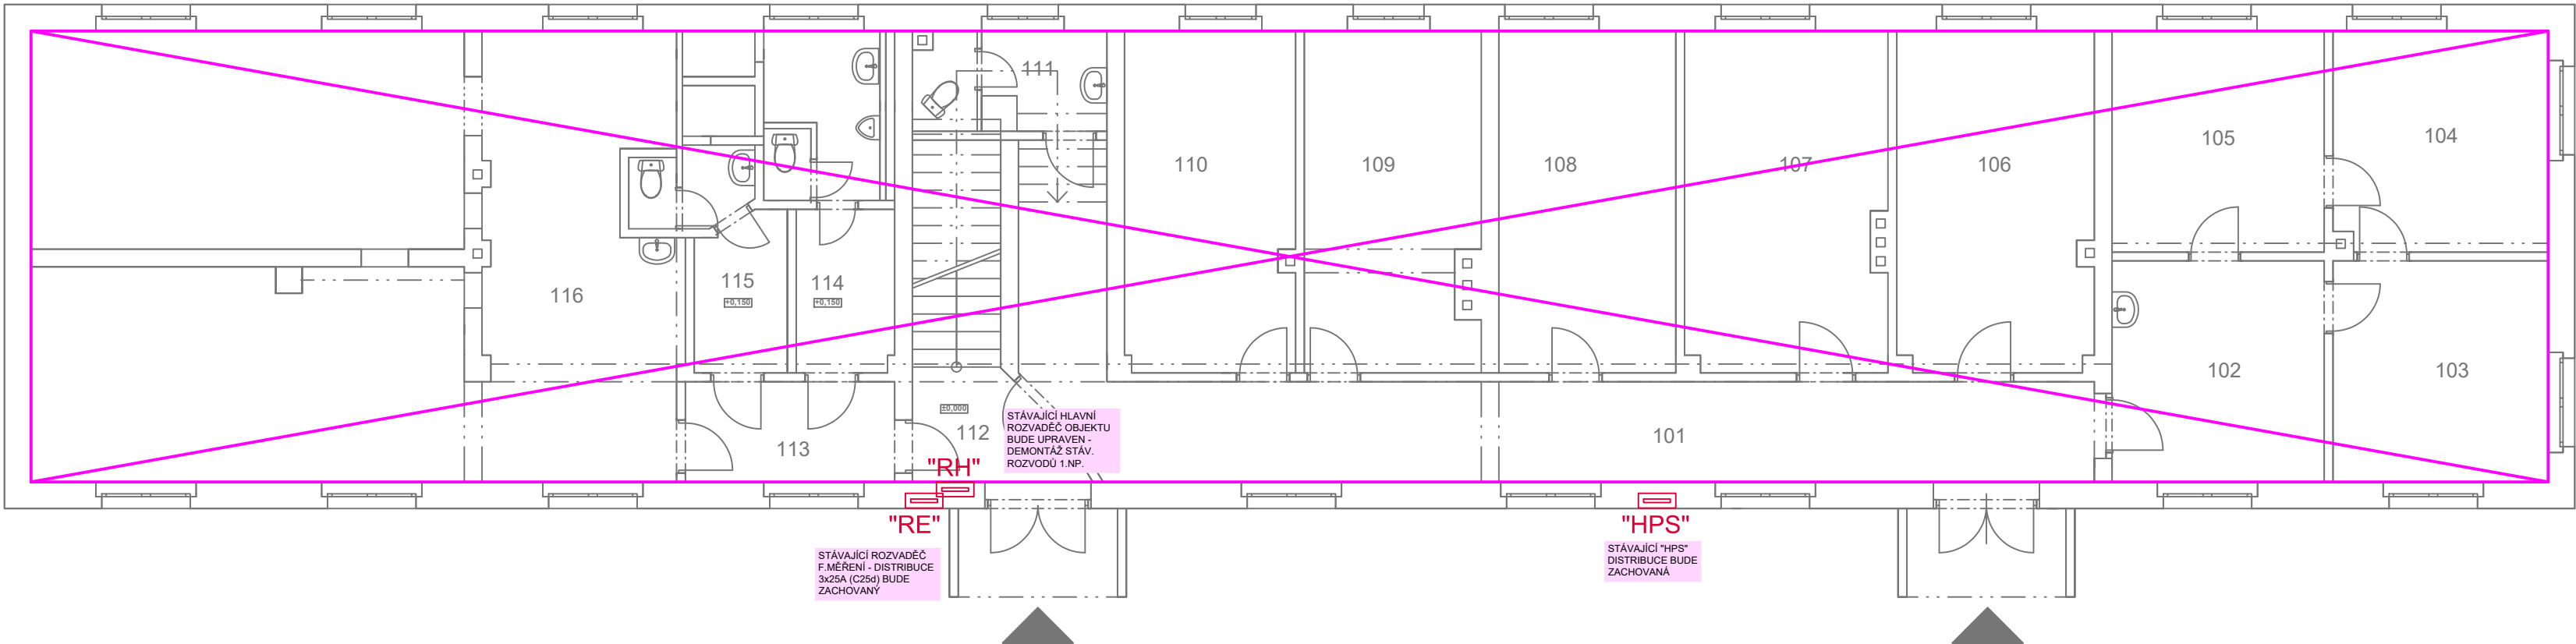 111
110
109
108
107
106
105
104
116
115
+0,150
114
+0,150
102
103
±0,000
112
113
101
STÁVAJÍCÍ HLAVNÍ
ROZVADĚČ OBJEKTU
BUDE UPRAVEN -
DEMONTÁŽ STÁV.
ROZVODŮ 1.NP.
"RH"
"RE"
"HPS"
STÁVAJÍCÍ ROZVADĚČ
F.MĚŘENÍ - DISTRIBUCE
3x25A (C25d) BUDE
ZACHOVANÝ
STÁVAJÍCÍ "HPS"
DISTRIBUCE BUDE
ZACHOVANÁ